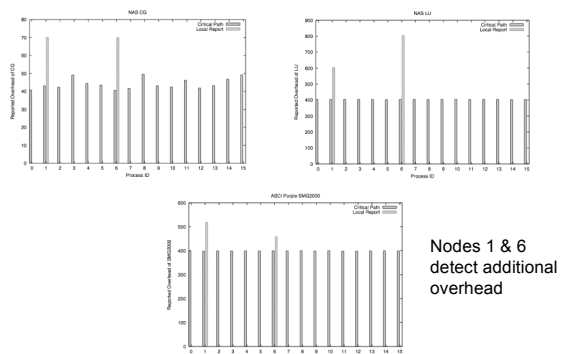 NAS CG
Critical Path
Local Report
Reported Overhead of CG
80
70
60
50
40
30
20
10
0
0 1 2 3 4 5 6 7 8 9 10 11 12 13 14 15
Process ID
NAS LU
Critical Path
Local Report
Reported Overhead of LU
900
800
700
600
500
400
300
200
100
0
0 1 2 3 4 5 6 7 8 9 10 11 12 13 14 15
Process ID
ASCI Purple SMG2000
Critical Path
Local Report
Reported Overhead of SMG2000
600
500
400
300
200
100
0
0 1 2 3 4 5 6 7 8 9 10 11 12 13 14 15
Process ID
Nodes 1 & 6
detect additional
overhead